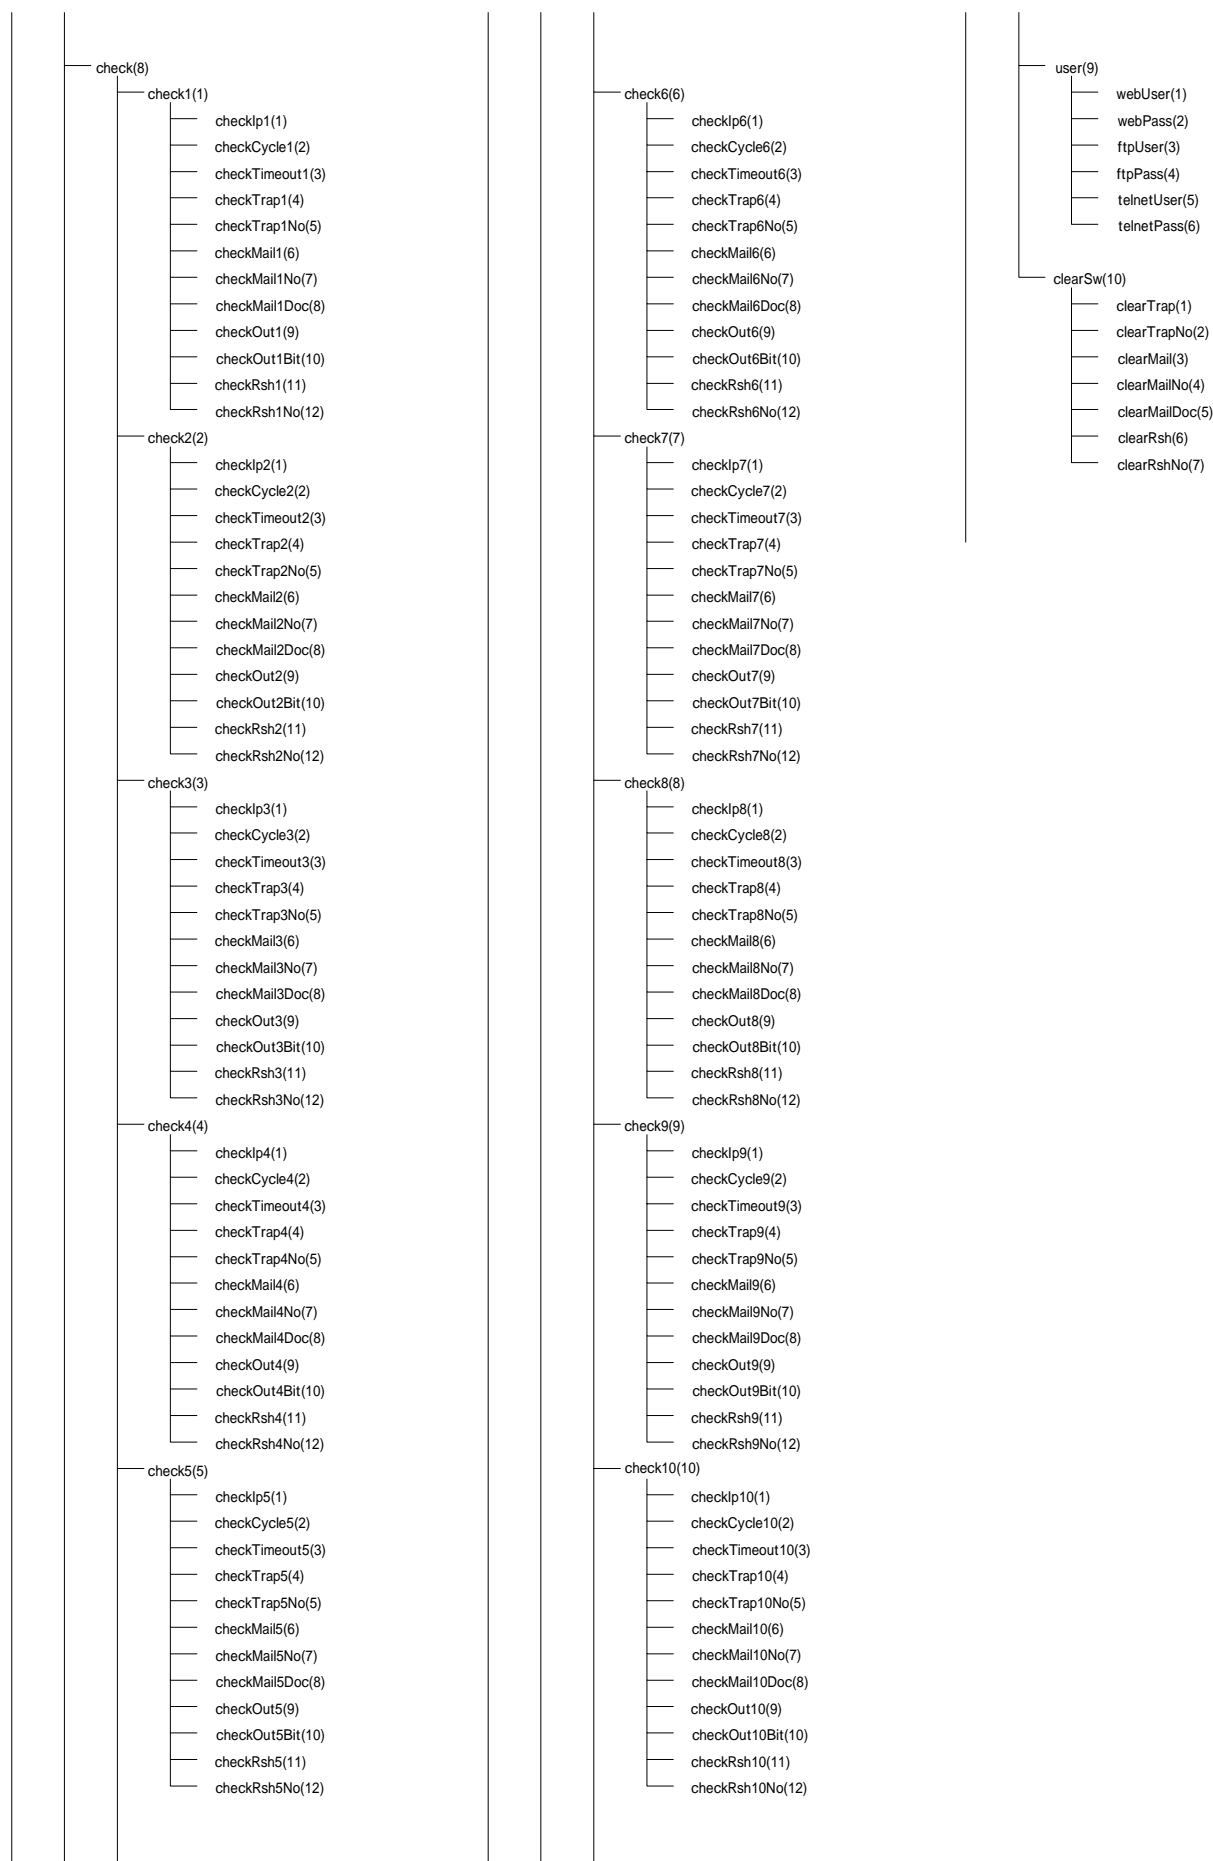 check(8)
check1(1)
checkIp1(1)
checkCycle1(2)
checkTimeout1(3)
checkTrap1(4)
checkTrap1No(5)
checkMail1(6)
checkMail1No(7)
checkMail1Doc(8)
checkOut1(9)
checkOut1Bit(10)
checkRsh1(11)
checkRsh1No(12)
check2(2)
checkIp2(1)
checkCycle2(2)
checkTimeout2(3)
checkTrap2(4)
checkTrap2No(5)
checkMail2(6)
checkMail2No(7)
checkMail2Doc(8)
checkOut2(9)
checkOut2Bit(10)
checkRsh2(11)
checkRsh2No(12)
check3(3)
checkIp3(1)
checkCycle3(2)
checkTimeout3(3)
checkTrap3(4)
checkTrap3No(5)
checkMail3(6)
checkMail3No(7)
checkMail3Doc(8)
checkOut3(9)
checkOut3Bit(10)
checkRsh3(11)
checkRsh3No(12)
check4(4)
checkIp4(1)
checkCycle4(2)
checkTimeout4(3)
checkTrap4(4)
checkTrap4No(5)
checkMail4(6)
checkMail4No(7)
checkMail4Doc(8)
checkOut4(9)
checkOut4Bit(10)
checkRsh4(11)
checkRsh4No(12)
check5(5)
checkIp5(1)
checkCycle5(2)
checkTimeout5(3)
checkTrap5(4)
checkTrap5No(5)
checkMail5(6)
checkMail5No(7)
checkMail5Doc(8)
checkOut5(9)
checkOut5Bit(10)
checkRsh5(11)
checkRsh5No(12)
check6(6)
checkIp6(1)
checkCycle6(2)
checkTimeout6(3)
checkTrap6(4)
checkTrap6No(5)
checkMail6(6)
checkMail6No(7)
checkMail6Doc(8)
checkOut6(9)
checkOut6Bit(10)
checkRsh6(11)
checkRsh6No(12)
check7(7)
checkIp7(1)
checkCycle7(2)
checkTimeout7(3)
checkTrap7(4)
checkTrap7No(5)
checkMail7(6)
checkMail7No(7)
checkMail7Doc(8)
checkOut7(9)
checkOut7Bit(10)
checkRsh7(11)
checkRsh7No(12)
check8(8)
checkIp8(1)
checkCycle8(2)
checkTimeout8(3)
checkTrap8(4)
checkTrap8No(5)
checkMail8(6)
checkMail8No(7)
checkMail8Doc(8)
checkOut8(9)
checkOut8Bit(10)
checkRsh8(11)
checkRsh8No(12)
check9(9)
checkIp9(1)
checkCycle9(2)
checkTimeout9(3)
checkTrap9(4)
checkTrap9No(5)
checkMail9(6)
checkMail9No(7)
checkMail9Doc(8)
checkOut9(9)
checkOut9Bit(10)
checkRsh9(11)
checkRsh9No(12)
check10(10)
checkIp10(1)
checkCycle10(2)
checkTimeout10(3)
checkTrap10(4)
checkTrap10No(5)
checkMail10(6)
checkMail10No(7)
checkMail10Doc(8)
checkOut10(9)
checkOut10Bit(10)
checkRsh10(11)
checkRsh10No(12)
user(9)
webUser(1)
webPass(2)
ftpUser(3)
ftpPass(4)
telnetUser(5)
telnetPass(6)
clearSw(10)
clearTrap(1)
clearTrapNo(2)
clearMail(3)
clearMailNo(4)
clearMailDoc(5)
clearRsh(6)
clearRshNo(7)